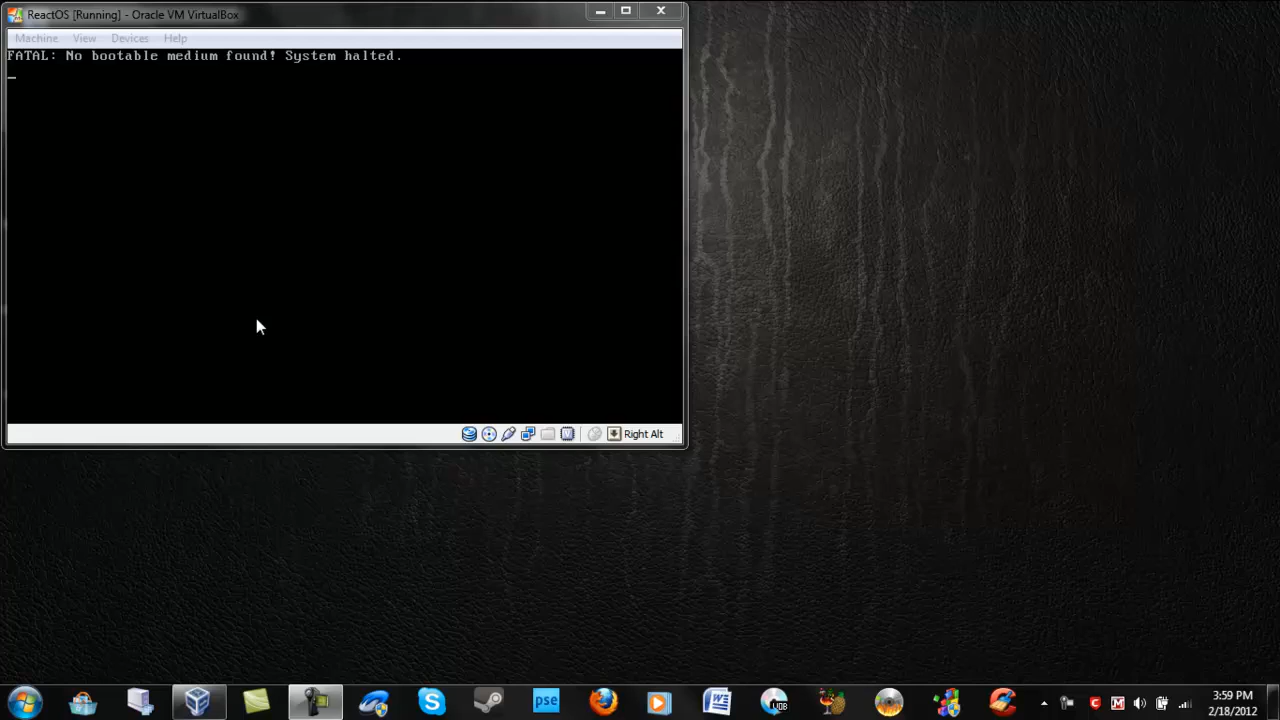 ReactOS [Running] - Oracle VM VirtualBox
Machine View Devices Help
FATAL: No bootable medium found! System halted.
Right Alt
pse
3:59 PM
2/18/2012